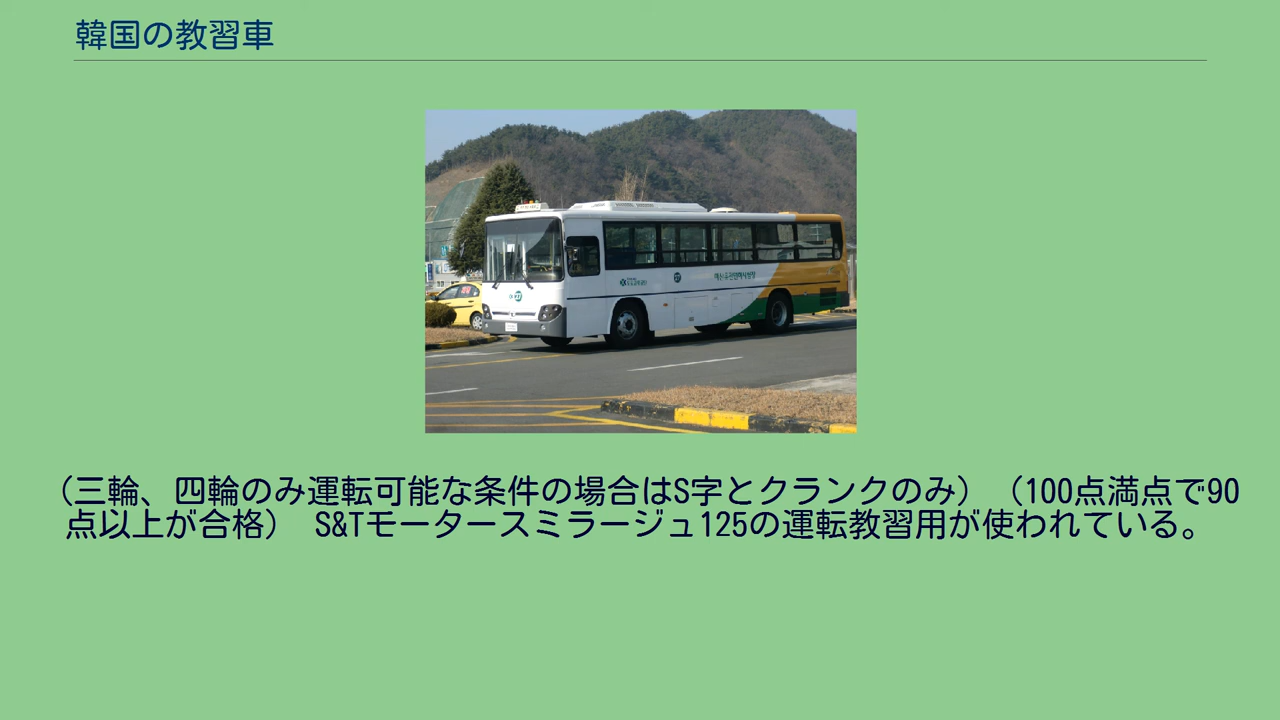 韓国の教習車
（三輪、四輪のみ運転可能な条件の場合はS字とクランクのみ）（100点満点で90
点以上が合格） S&Tモータースミラージュ125の運転教習用が使われている。